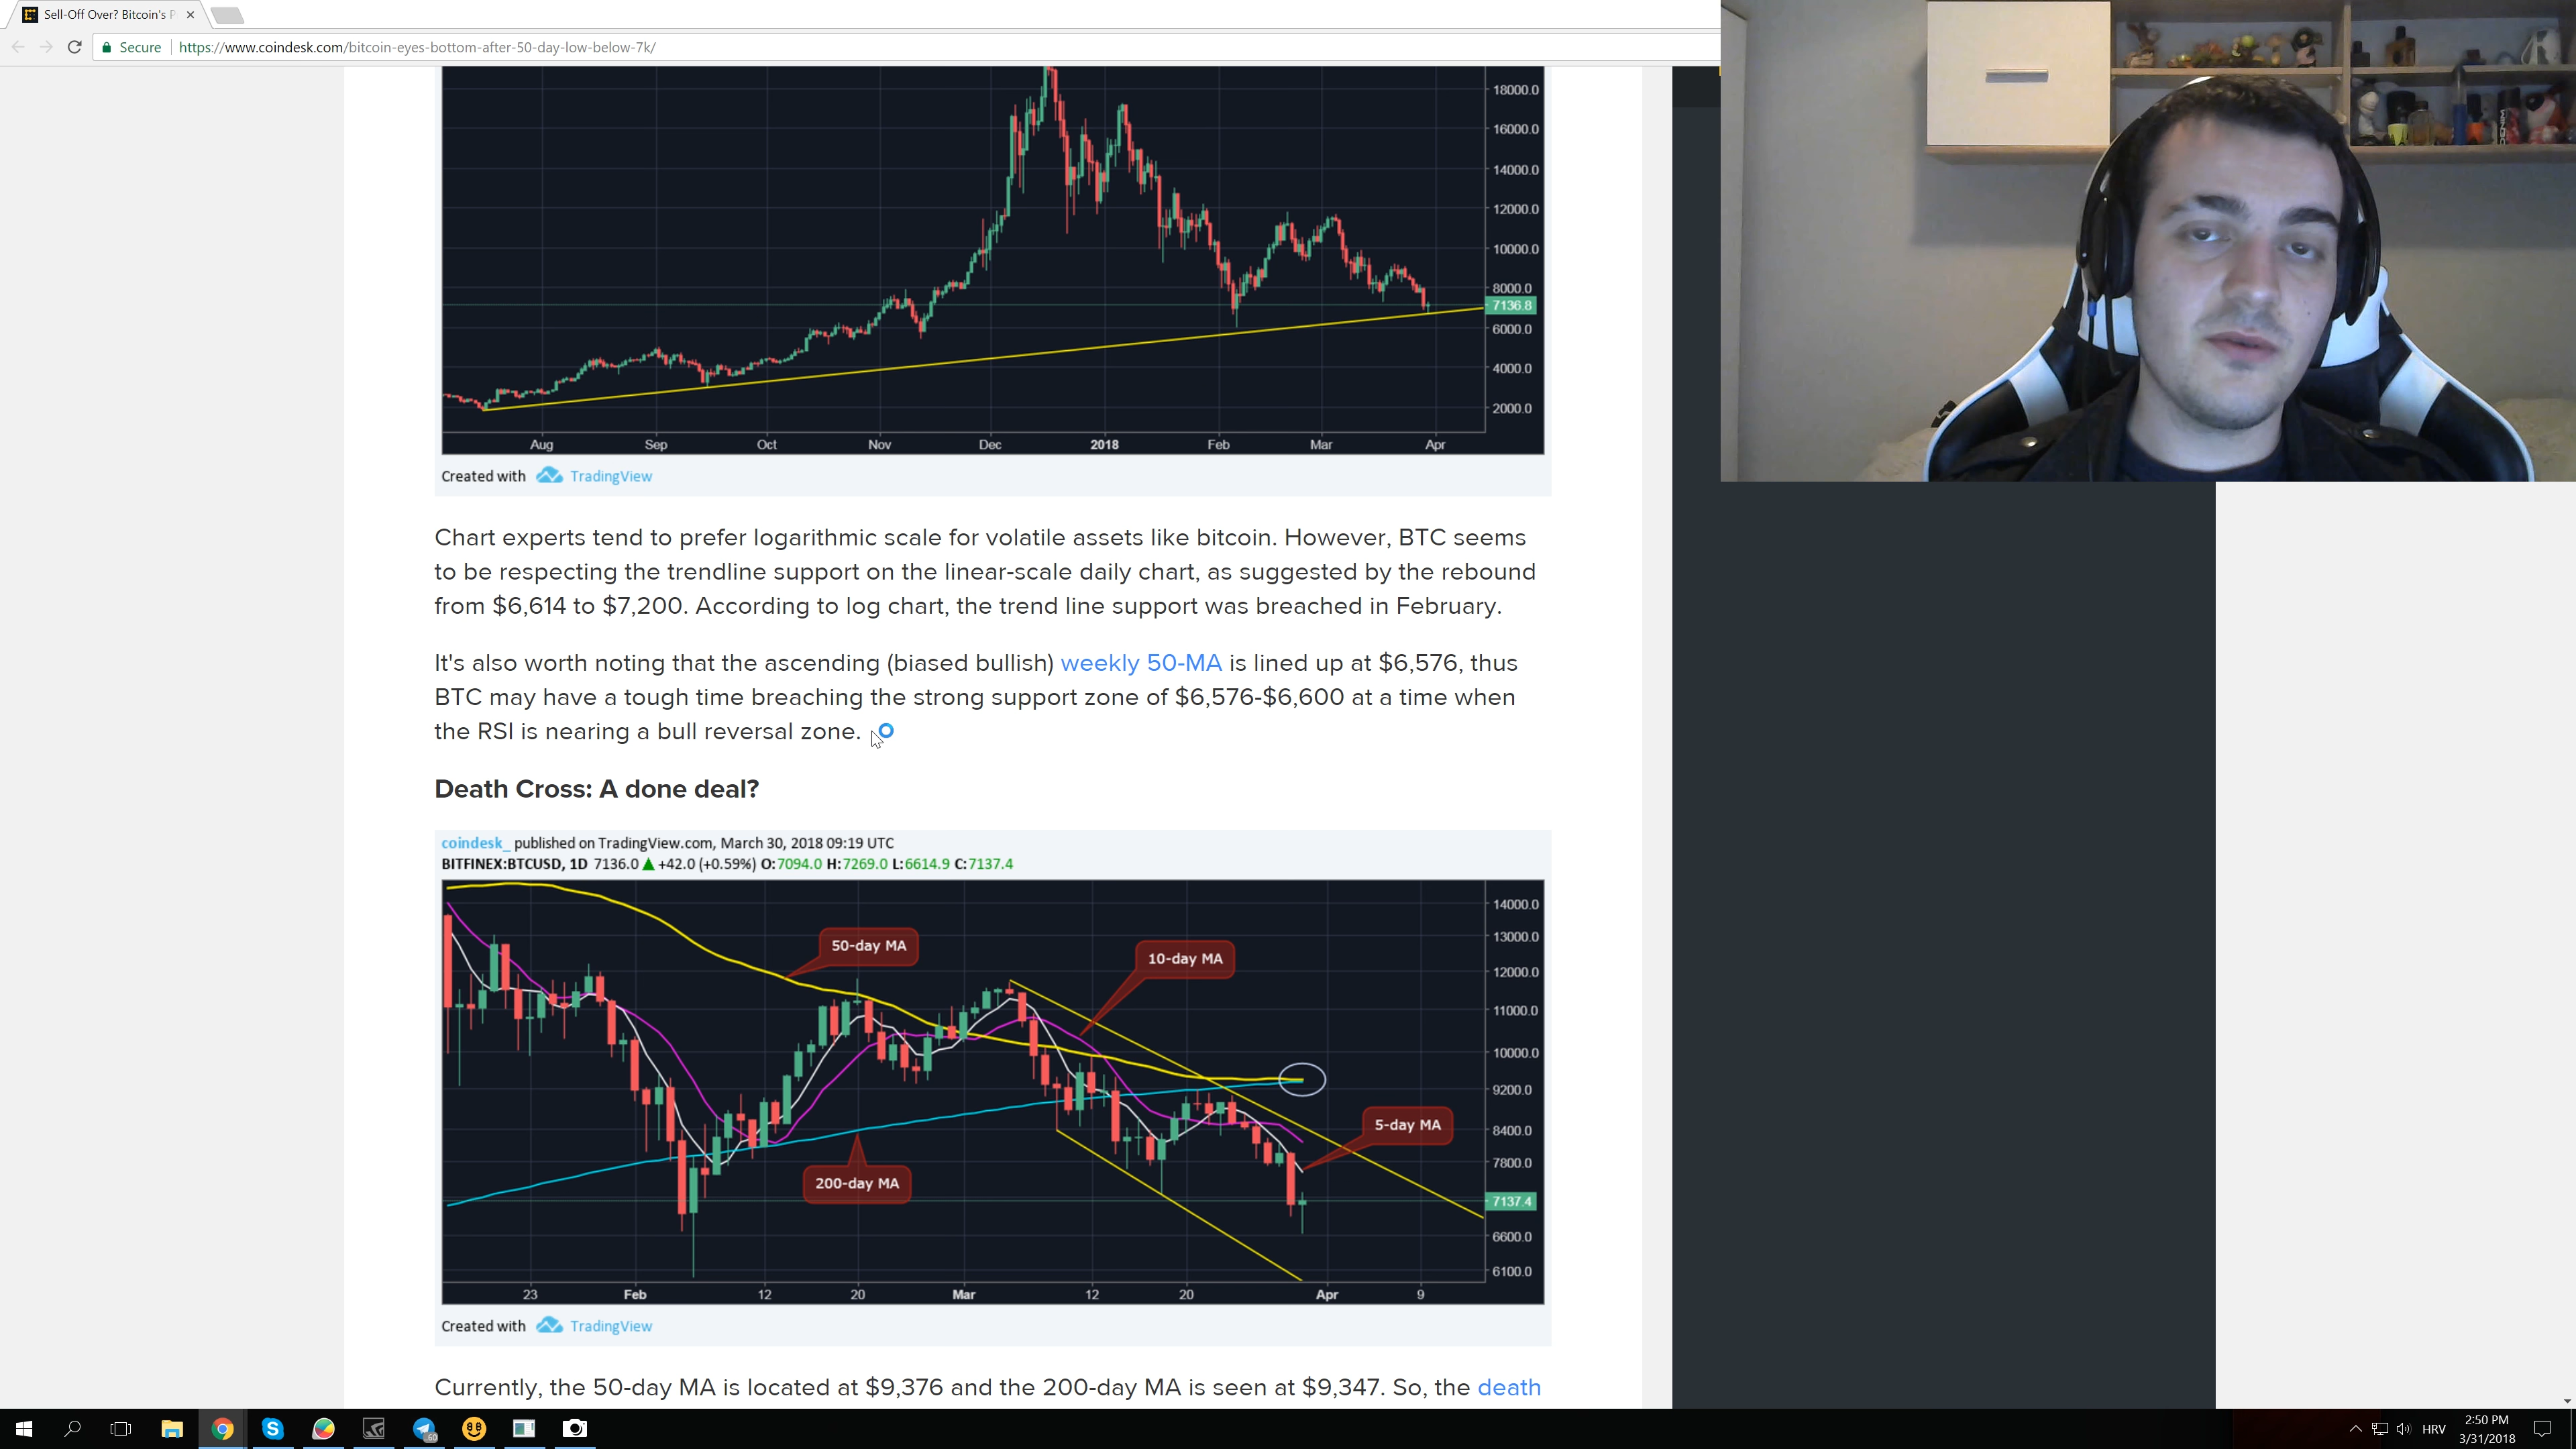 Sell-Off Over? Bitcoin's P
Secure https://www.coindesk.com/bitcoin-eyes-bottom-after-50-day-low-below-7k/
18000.0
16000.0
14000.0
12000.0
10000.0
8000.0
7136.8
6000.0
4000.0
2000.0
Aug Sep Oct Nov Dec 2018 Feb Mar Apr
Created with TradingView
Chart experts tend to prefer logarithmic scale for volatile assets like bitcoin. However, BTC seems
to be respecting the trendline support on the linear-scale daily chart, as suggested by the rebound
from $6,614 to $7,200. According to log chart, the trend line support was breached in February.
It's also worth noting that the ascending (biased bullish) weekly 50-MA is lined up at $6,576, thus
BTC may have a tough time breaching the strong support zone of $6,576-$6,600 at a time when
the RSI is nearing a bull reversal zone.
Death Cross: A done deal?
coindesk_ published on TradingView.com, March 30, 2018 09:19 UTC
BITFINEX:BTCUSD, 1D 7136.0 ▲ +42.0 (+0.59%) O:7094.0 H:7269.0 L:6614.9 C:7137.4
14000.0
13000.0
12000.0
11000.0
10000.0
9200.0
8400.0
7800.0
7137.4
6600.0
6100.0
50-day MA
10-day MA
5-day MA
200-day MA
23 Feb 12 20 Mar 12 20 Apr 9
Created with TradingView
Currently, the 50-day MA is located at $9,376 and the 200-day MA is seen at $9,347. So, the death
HRV
2:50 PM
3/31/2018